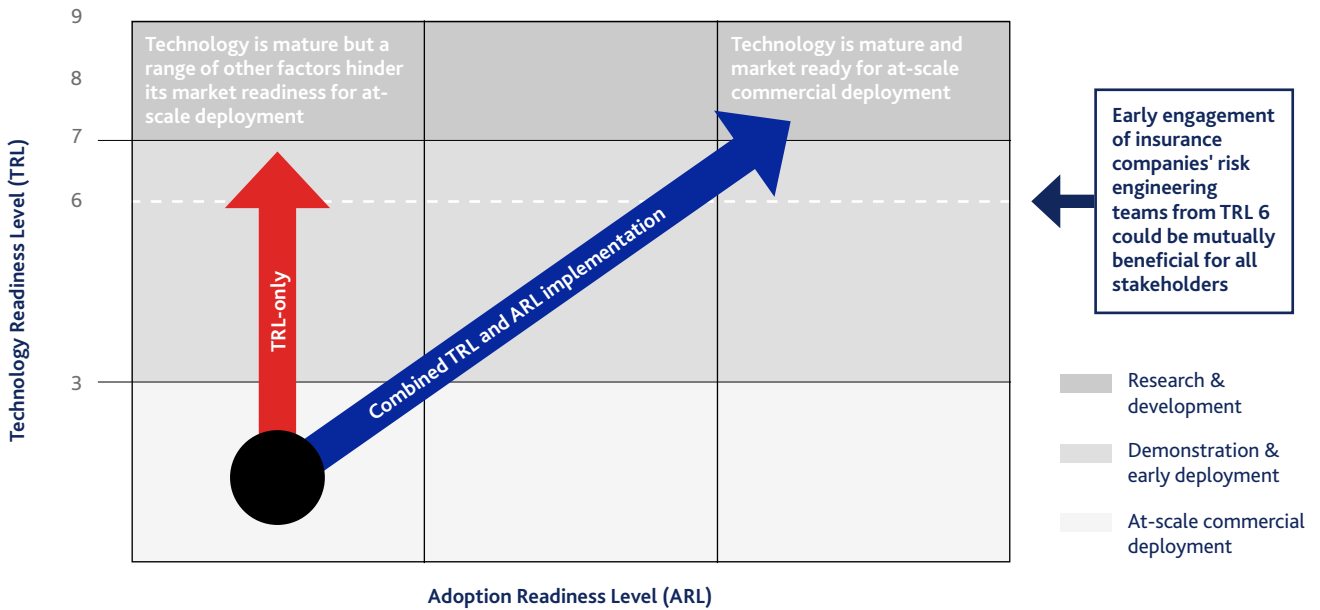 9
8
7
6
3
Technology Readiness Level (TRL)
Technology is mature but a
range of other factors hinder
its market readiness for at-
scale deployment
Technology is mature and
market ready for at-scale
commercial deployment
TRL-only
Combined TRL and ARL implementation
Adoption Readiness Level (ARL)
Early engagement
of insurance
companies' risk
engineering
teams from TRL 6
could be mutually
beneficial for all
stakeholders
Research &
development
Demonstration &
early deployment
At-scale commercial
deployment